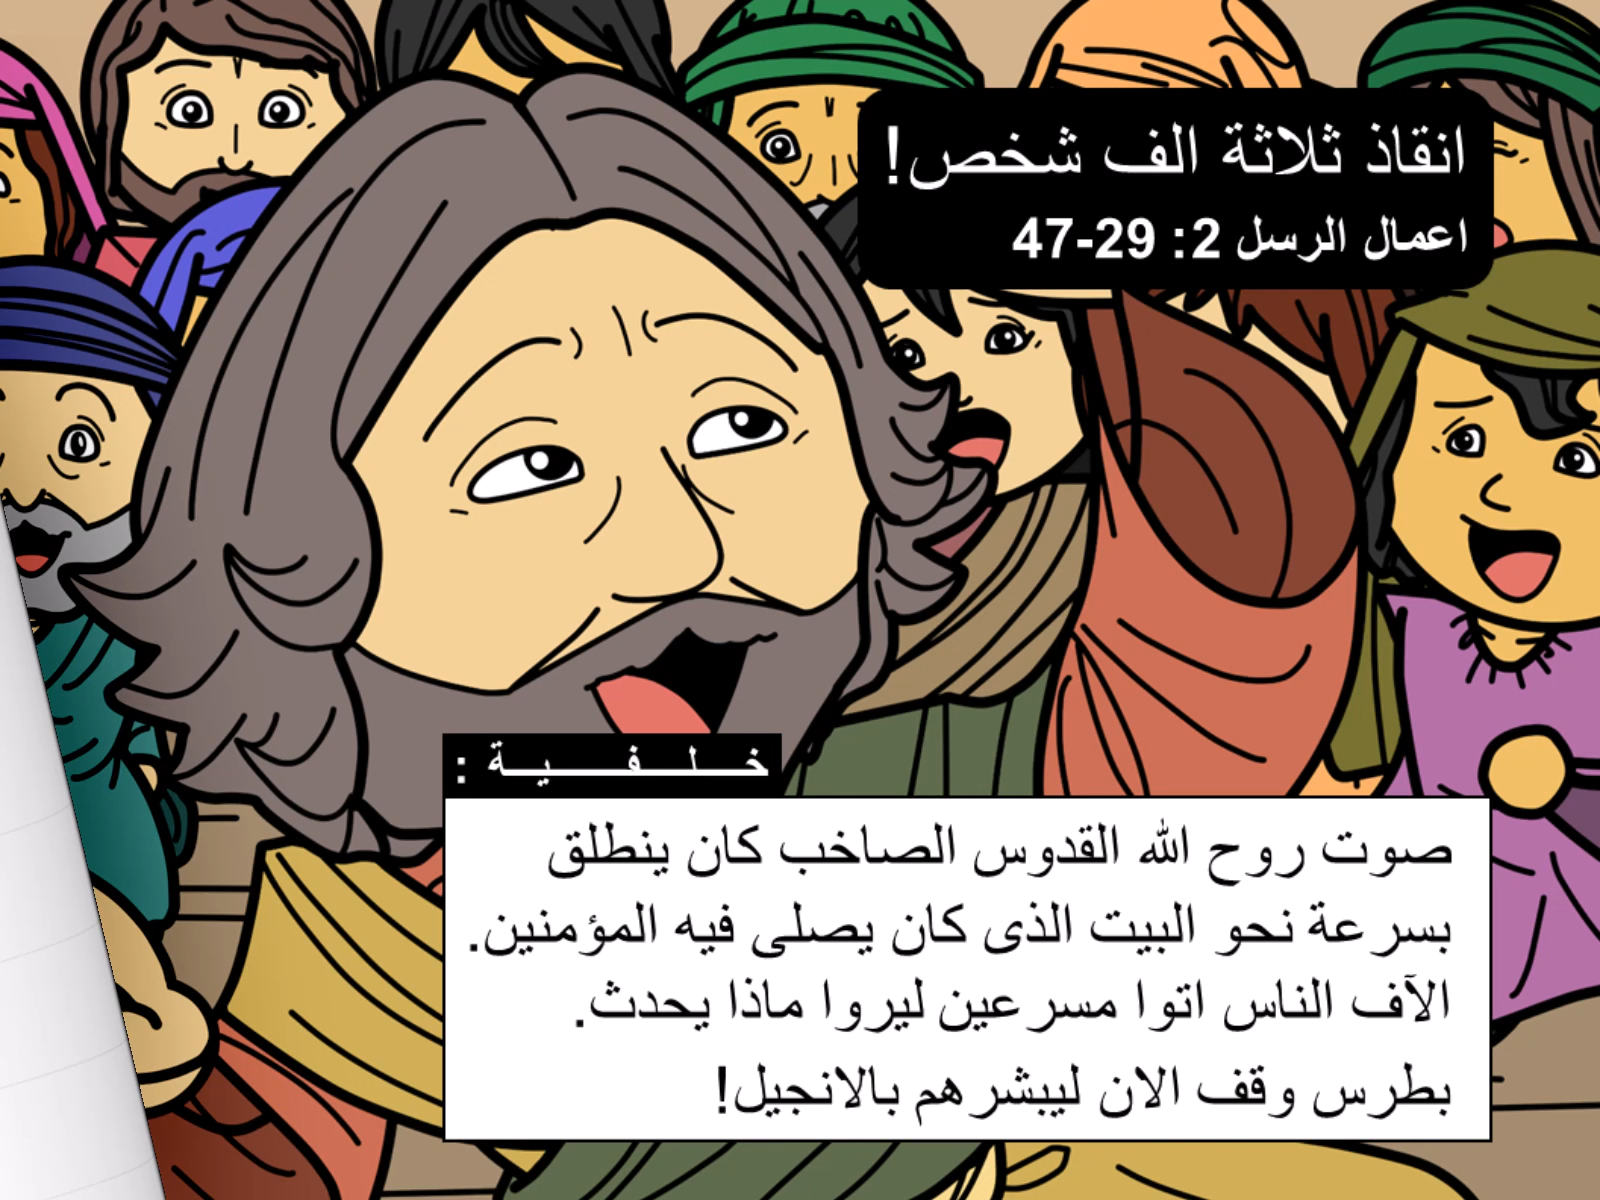 انقاذ ثلاثة الف شخص!
اعمال الرسل 2: 29-47
خلفية :
صوت روح الله القدوس الصاخب كان ينطلق
بسرعة نحو البيت الذى كان يصلى فيه المؤمنين.
الآف الناس اتوا مسرعين ليروا ماذا يحدث.
بطرس وقف الان ليبشرهم بالانجيل!